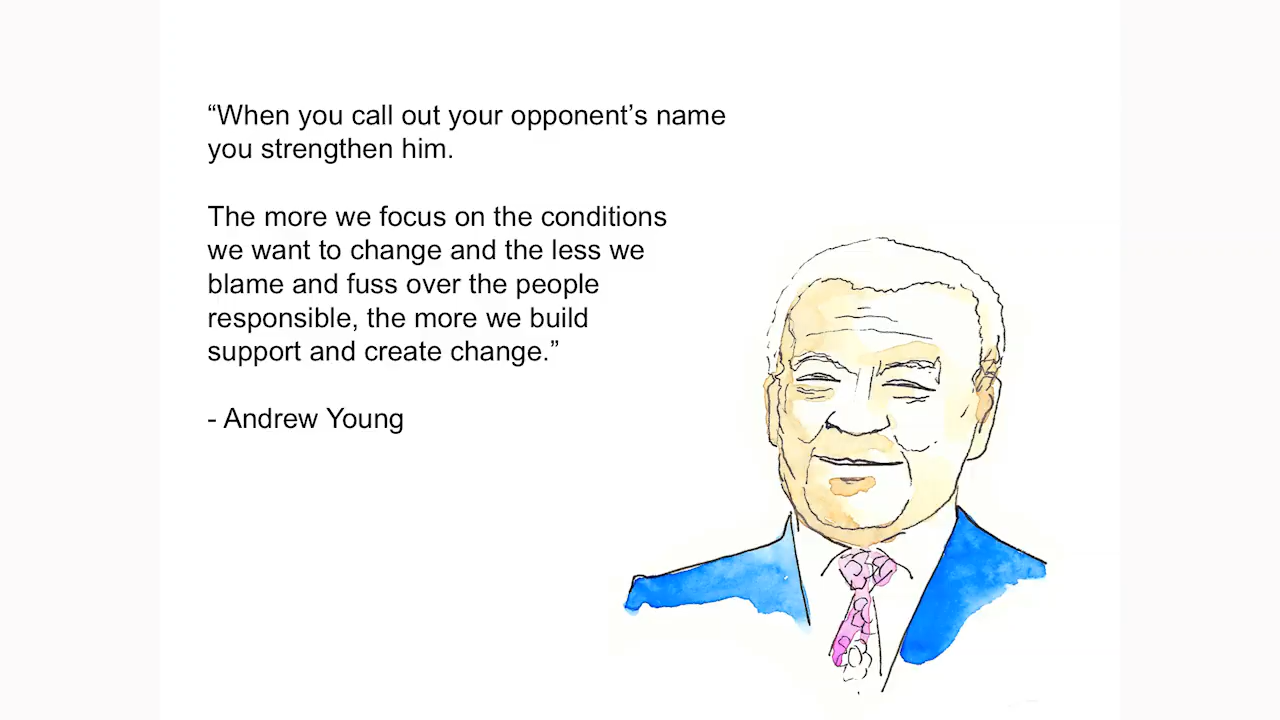 “When you call out your opponent’s name
you strengthen him.
The more we focus on the conditions
we want to change and the less we
blame and fuss over the people
responsible, the more we build
support and create change.”
- Andrew Young